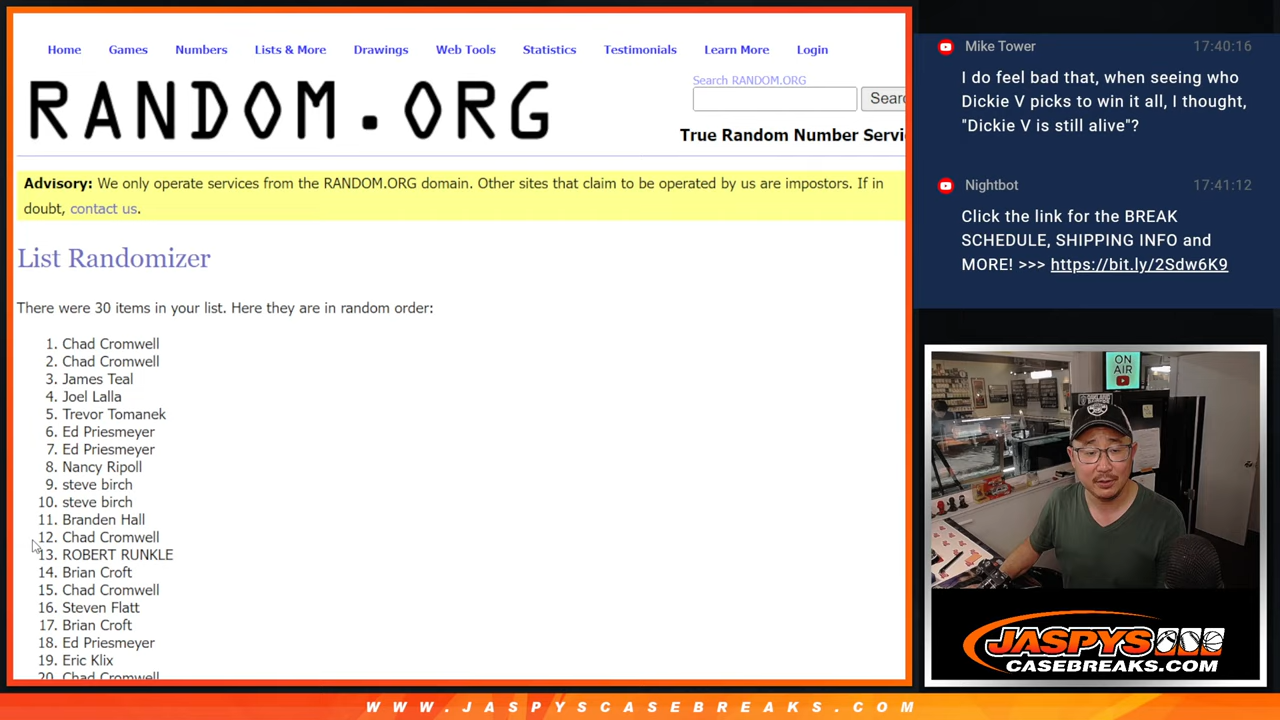 Home Games Numbers Lists & More Drawings Web Tools Statistics Testimonials Learn More Login
RANDOM.ORG
Search RANDOM.ORG
Searc
True Random Number Servi
Advisory: We only operate services from the RANDOM.ORG domain. Other sites that claim to be operated by us are impostors. If in
doubt, contact us.
List Randomizer
There were 30 items in your list. Here they are in random order:
1. Chad Cromwell
2. Chad Cromwell
3. James Teal
4. Joel Lalla
5. Trevor Tomanek
6. Ed Priesmeyer
7. Ed Priesmeyer
8. Nancy Ripoll
9. steve birch
10. steve birch
11. Branden Hall
12. Chad Cromwell
13. ROBERT RUNKLE
14. Brian Croft
15. Chad Cromwell
16. Steven Flatt
17. Brian Croft
18. Ed Priesmeyer
19. Eric Klix
20. Chad Cromwell
Mike Tower 17:40:16
I do feel bad that, when seeing who
Dickie V picks to win it all, I thought,
"Dickie V is still alive"?
Nightbot 17:41:12
Click the link for the BREAK
SCHEDULE, SHIPPING INFO and
MORE! >>> https://bit.ly/2Sdw6K9
ON
AIR
JASPYS
CASEBREAKS.COM
WWW.JASPYSCASEBREAKS.COM